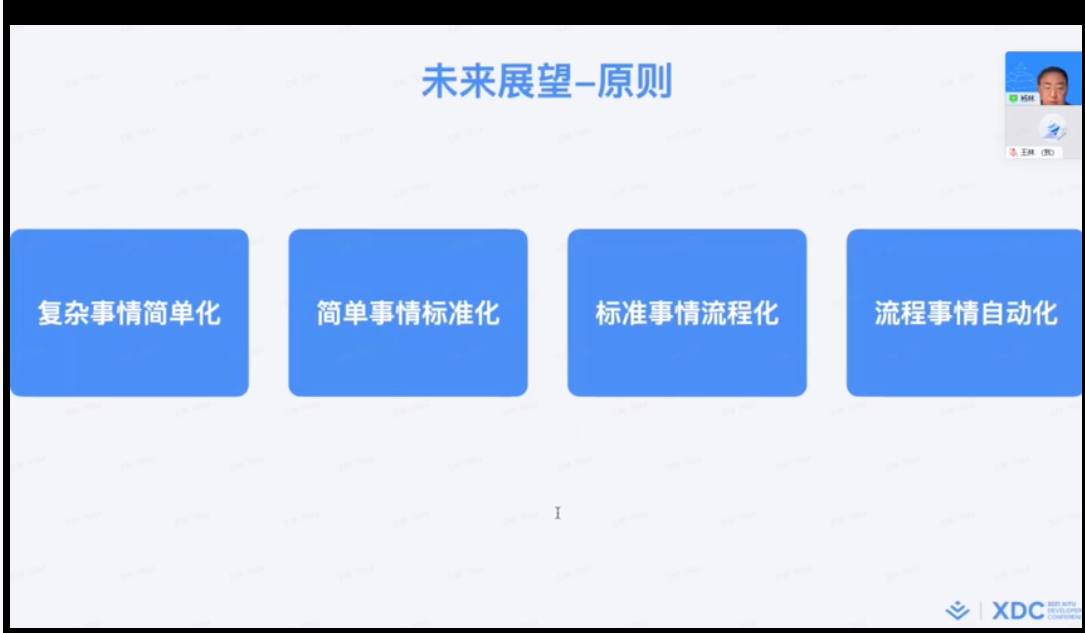 未来展望-原则
杨林
王林 (我)
复杂事情简单化
简单事情标准化
标准事情流程化
流程事情自动化
XDC
2021 XITU
DEVELOPER
CONFERENCE